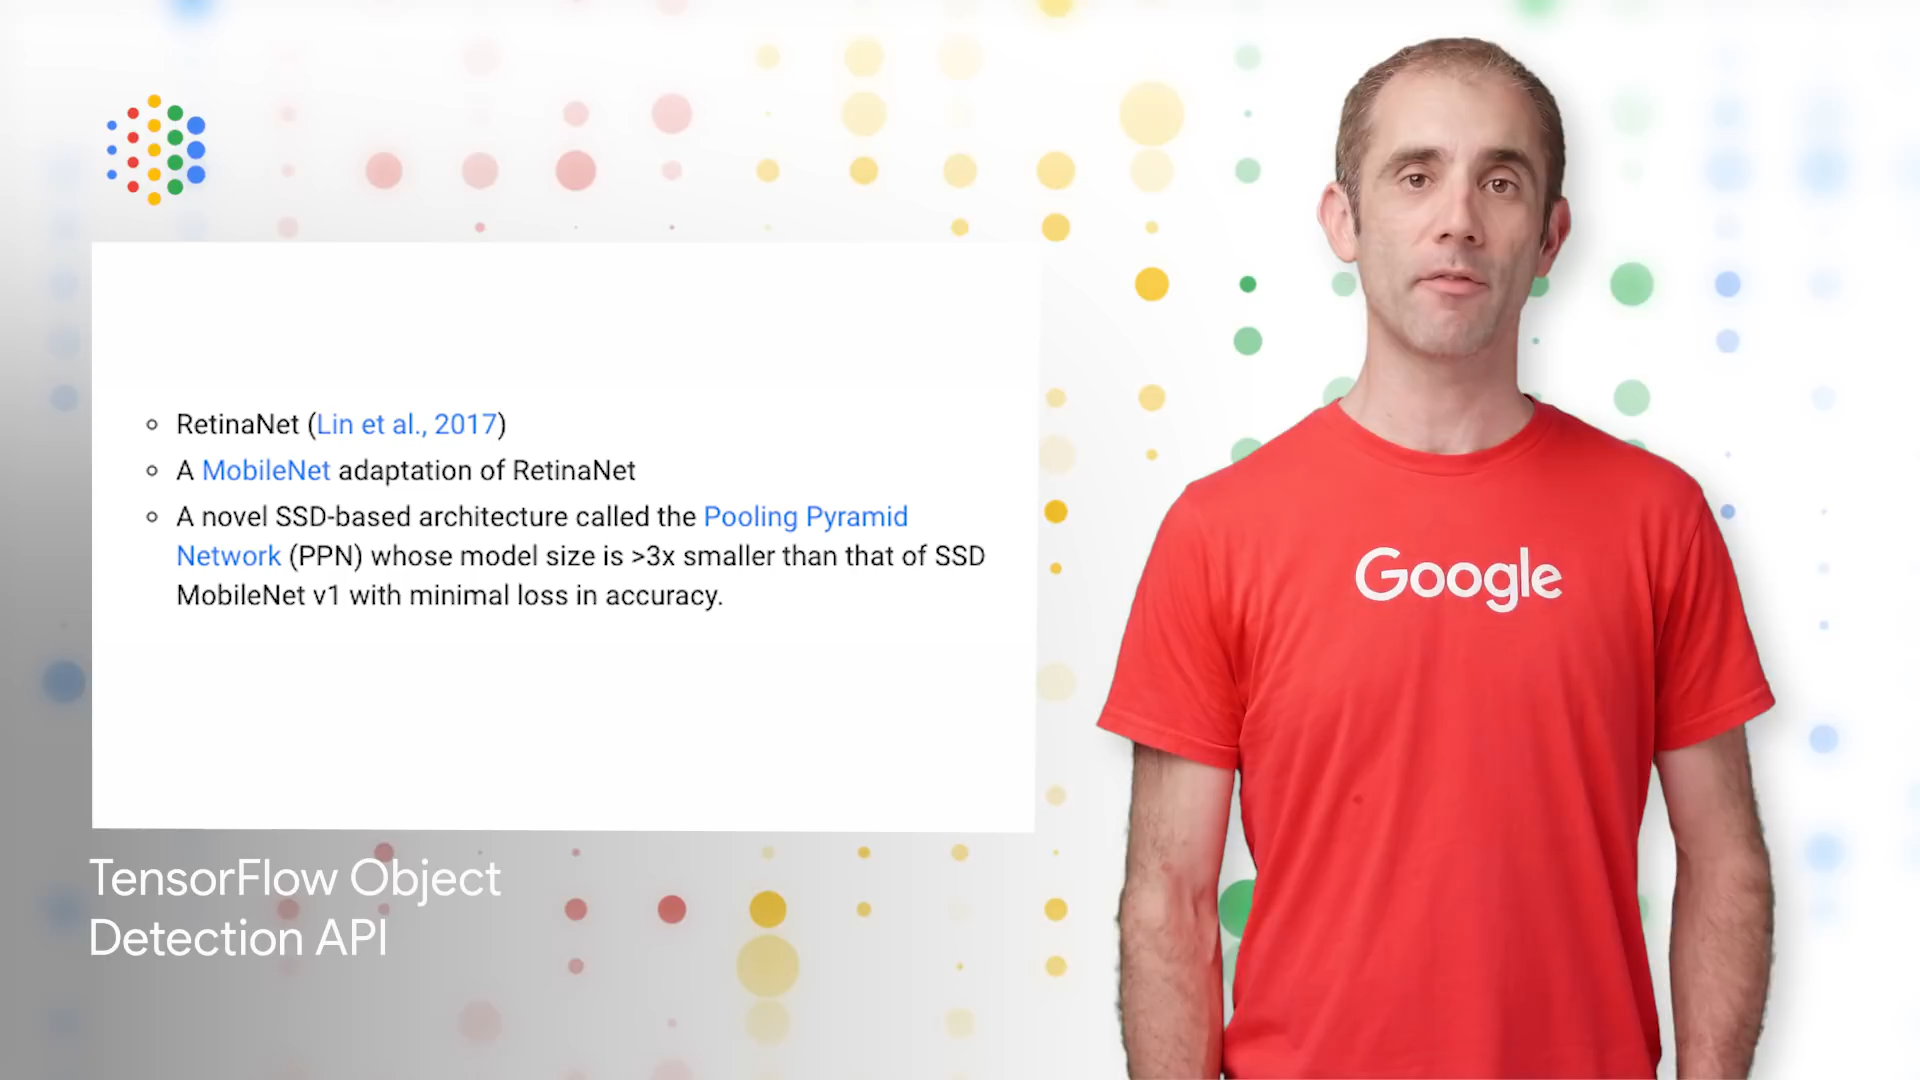 RetinaNet (Lin et al., 2017)
A MobileNet adaptation of RetinaNet
A novel SSD-based architecture called the Pooling Pyramid
Network (PPN) whose model size is >3x smaller than that of SSD
MobileNet v1 with minimal loss in accuracy.
Google
TensorFlow Object
Detection API